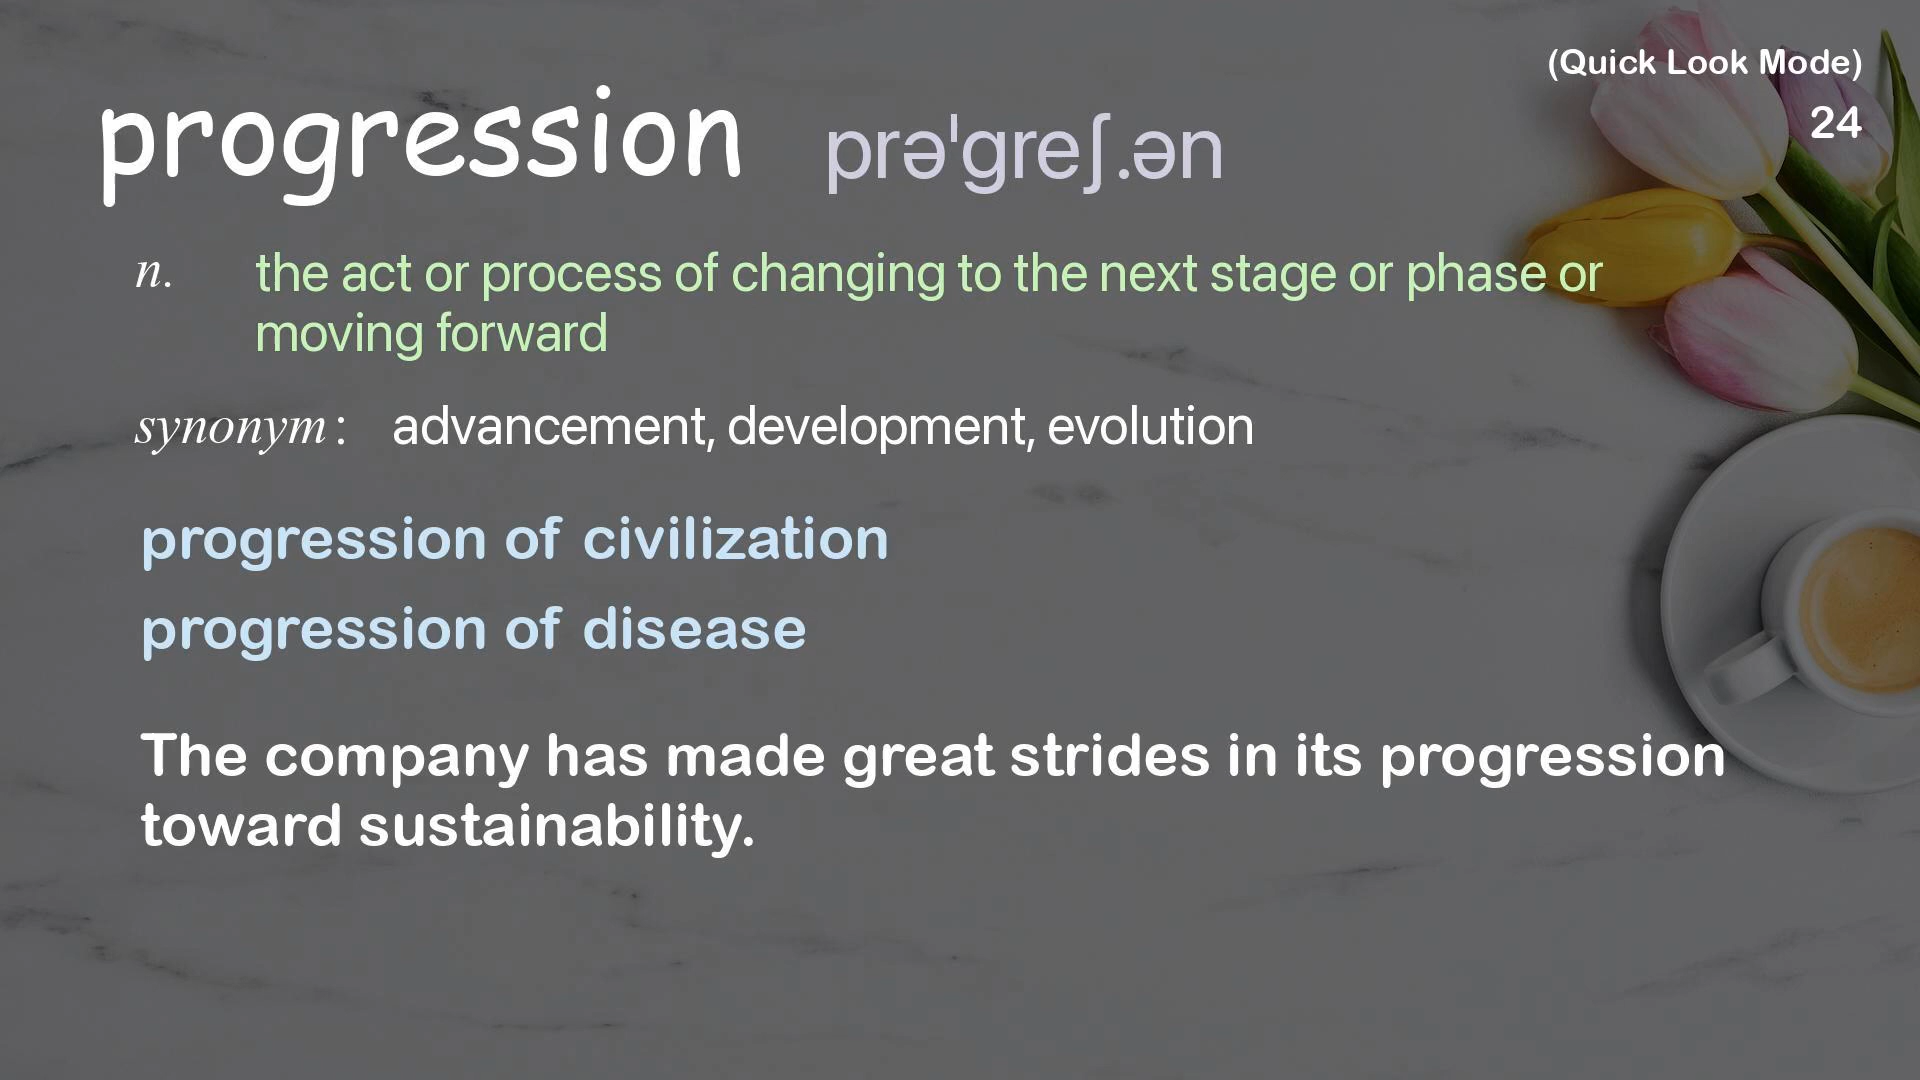 (Quick Look Mode)
24
progression prəˈɡreʃ.ən
n. the act or process of changing to the next stage or phase or
moving forward
synonym : advancement, development, evolution
progression of civilization
progression of disease
The company has made great strides in its progression
toward sustainability.